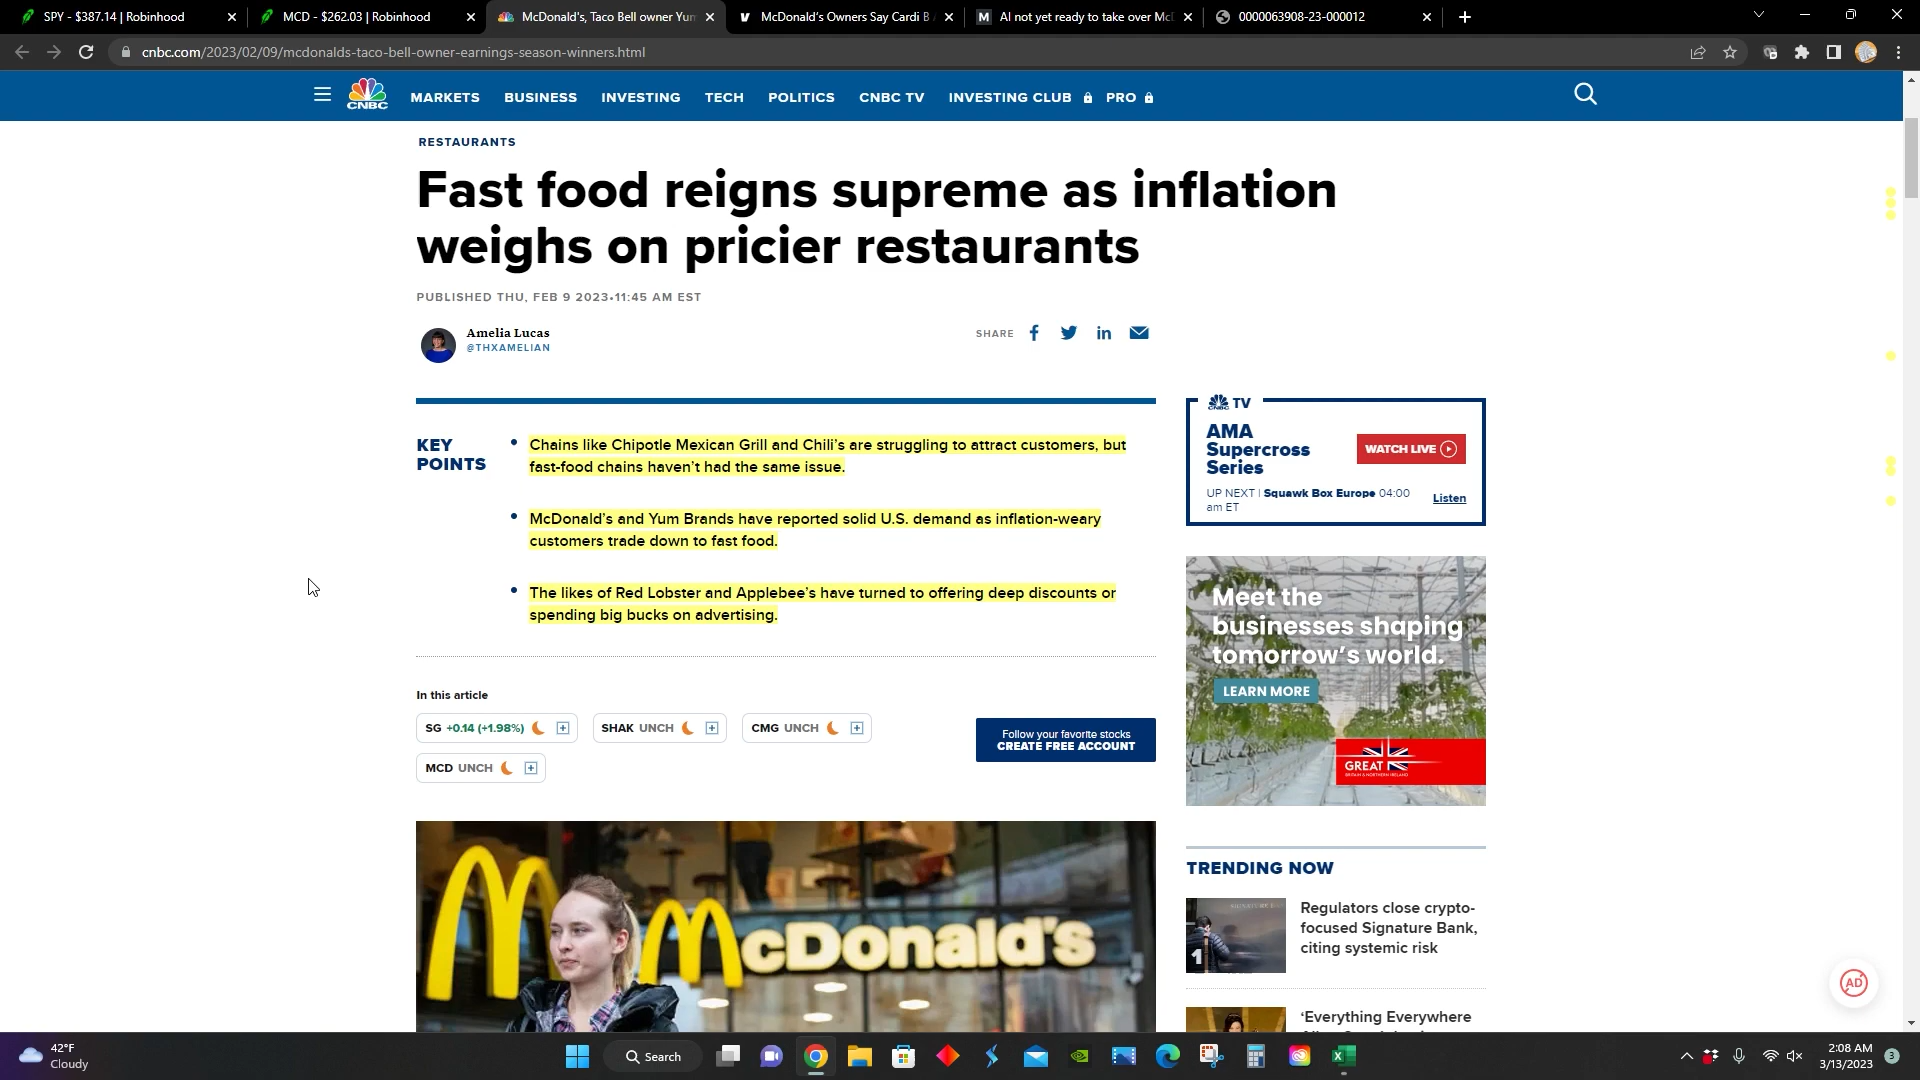 SPY - $387.14 | Robinhood
MCD - $262.03 | Robinhood
McDonald's, Taco Bell owner Yum
McDonald's Owners Say Cardi B
AI not yet ready to take over McD
0000063908-23-000012
cnbc.com/2023/02/09/mcdonalds-taco-bell-owner-earnings-season-winners.html
CNBC
MARKETS BUSINESS INVESTING TECH POLITICS CNBC TV INVESTING CLUB PRO
RESTAURANTS
Fast food reigns supreme as inflation
weighs on pricier restaurants
PUBLISHED THU, FEB 9 2023•11:45 AM EST
Amelia Lucas
@THXAMELIAN
SHARE
KEY
POINTS
Chains like Chipotle Mexican Grill and Chili's are struggling to attract customers, but
fast-food chains haven't had the same issue.
McDonald's and Yum Brands have reported solid U.S. demand as inflation-weary
customers trade down to fast food.
The likes of Red Lobster and Applebee's have turned to offering deep discounts or
spending big bucks on advertising.
In this article
SG +0.14 (+1.98%)
SHAK UNCH
CMG UNCH
MCD UNCH
Follow your favorite stocks
CREATE FREE ACCOUNT
McDonald's
CNBC TV
AMA
Supercross
Series
WATCH LIVE
UP NEXT | Squawk Box Europe 04:00
am ET
Listen
Meet the
businesses shaping
tomorrow's world.
LEARN MORE
GREAT
BRITAIN & NORTHERN IRELAND
TRENDING NOW
1
Regulators close crypto-
focused Signature Bank,
citing systemic risk
'Everything Everywhere
AD
42°F
Cloudy
Search
2:08 AM
3/13/2023
3